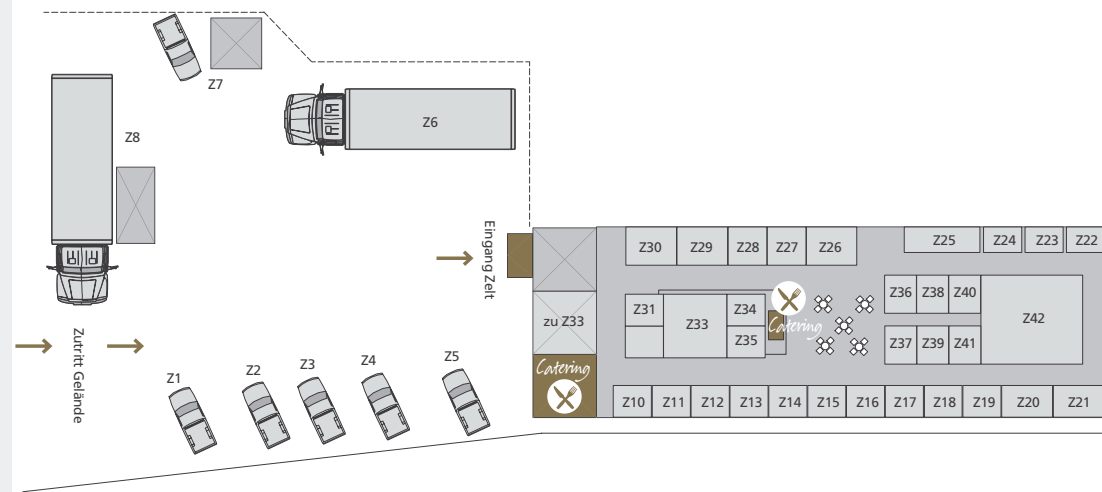 Z7
Z8
Z6
Eingang Zelt
Z30
Z29
Z28
Z27
Z26
Z25
Z24
Z23
Z22
Z31
Z33
Z34
Z35
zu Z33
Catering
Z36
Z38
Z40
Z42
Z37
Z39
Z41
Zutritt Gelände
Z1
Z2
Z3
Z4
Z5
Catering
Z10
Z11
Z12
Z13
Z14
Z15
Z16
Z17
Z18
Z19
Z20
Z21